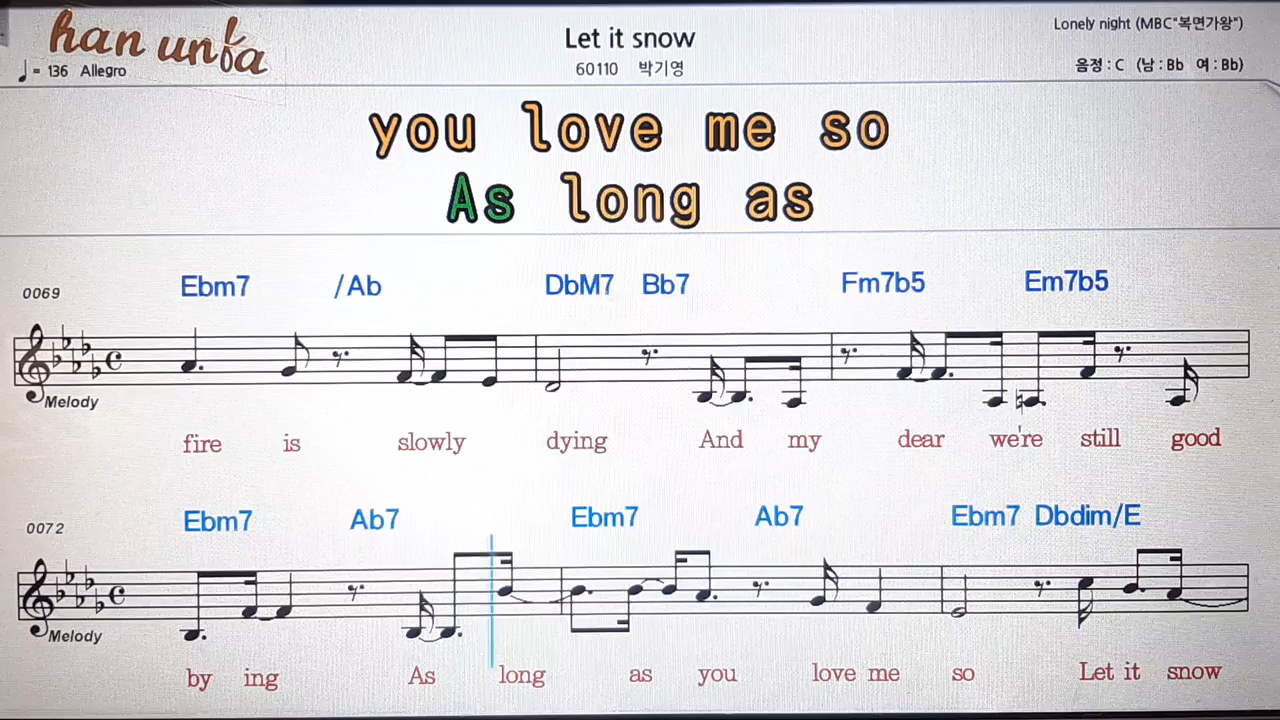 han unba
Let it snow
Lonely night (MBC"복면가왕")
♩= 136 Allegro
60110 박기영
음정 : C (남 : Bb 여 : Bb)
you love me so
As long as
0069
Ebm7 /Ab DbM7 Bb7 Fm7b5 Em7b5
Melody
fire is slowly dying And my dear we're still good
0072
Ebm7 Ab7 Ebm7 Ab7 Ebm7 Dbdim/E
Melody
by ing As long as you love me so Let it snow